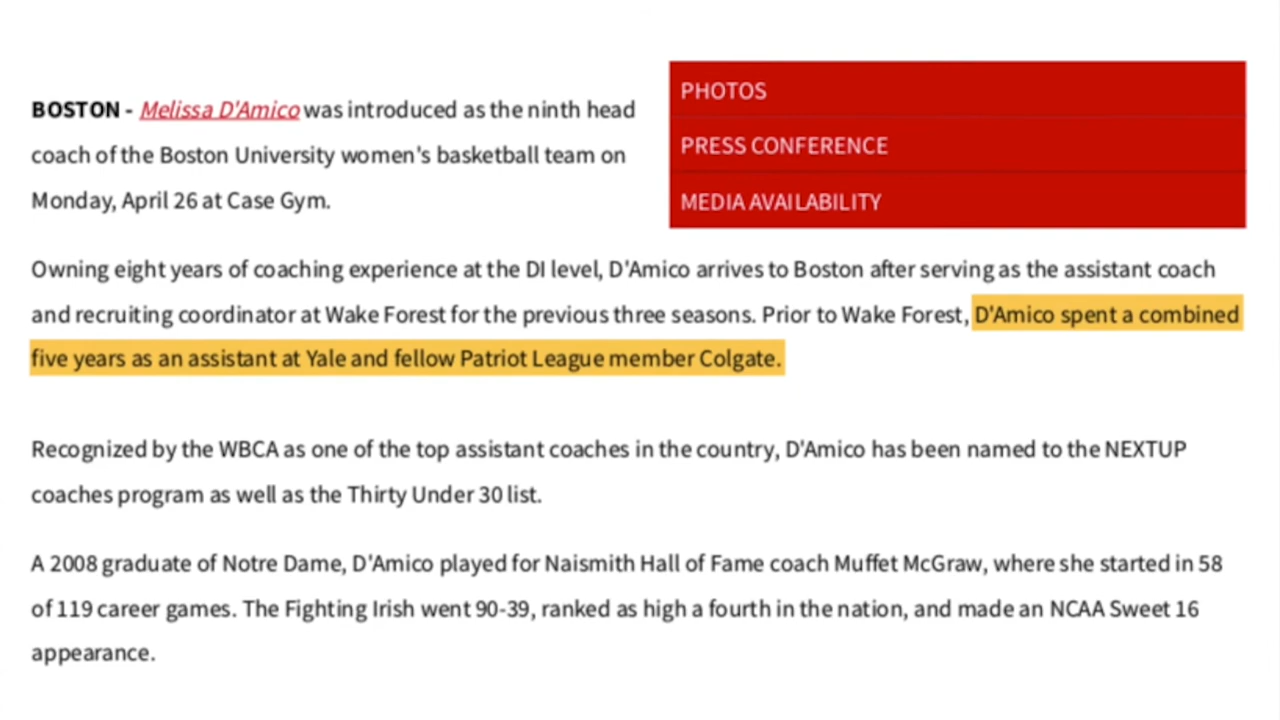 BOSTON - Melissa D'Amico was introduced as the ninth head
coach of the Boston University women's basketball team on
Monday, April 26 at Case Gym.
PHOTOS
PRESS CONFERENCE
MEDIA AVAILABILITY
Owning eight years of coaching experience at the DI level, D'Amico arrives to Boston after serving as the assistant coach
and recruiting coordinator at Wake Forest for the previous three seasons. Prior to Wake Forest, D'Amico spent a combined
five years as an assistant at Yale and fellow Patriot League member Colgate.
Recognized by the WBCA as one of the top assistant coaches in the country, D'Amico has been named to the NEXTUP
coaches program as well as the Thirty Under 30 list.
A 2008 graduate of Notre Dame, D'Amico played for Naismith Hall of Fame coach Muffet McGraw, where she started in 58
of 119 career games. The Fighting Irish went 90-39, ranked as high a fourth in the nation, and made an NCAA Sweet 16
appearance.